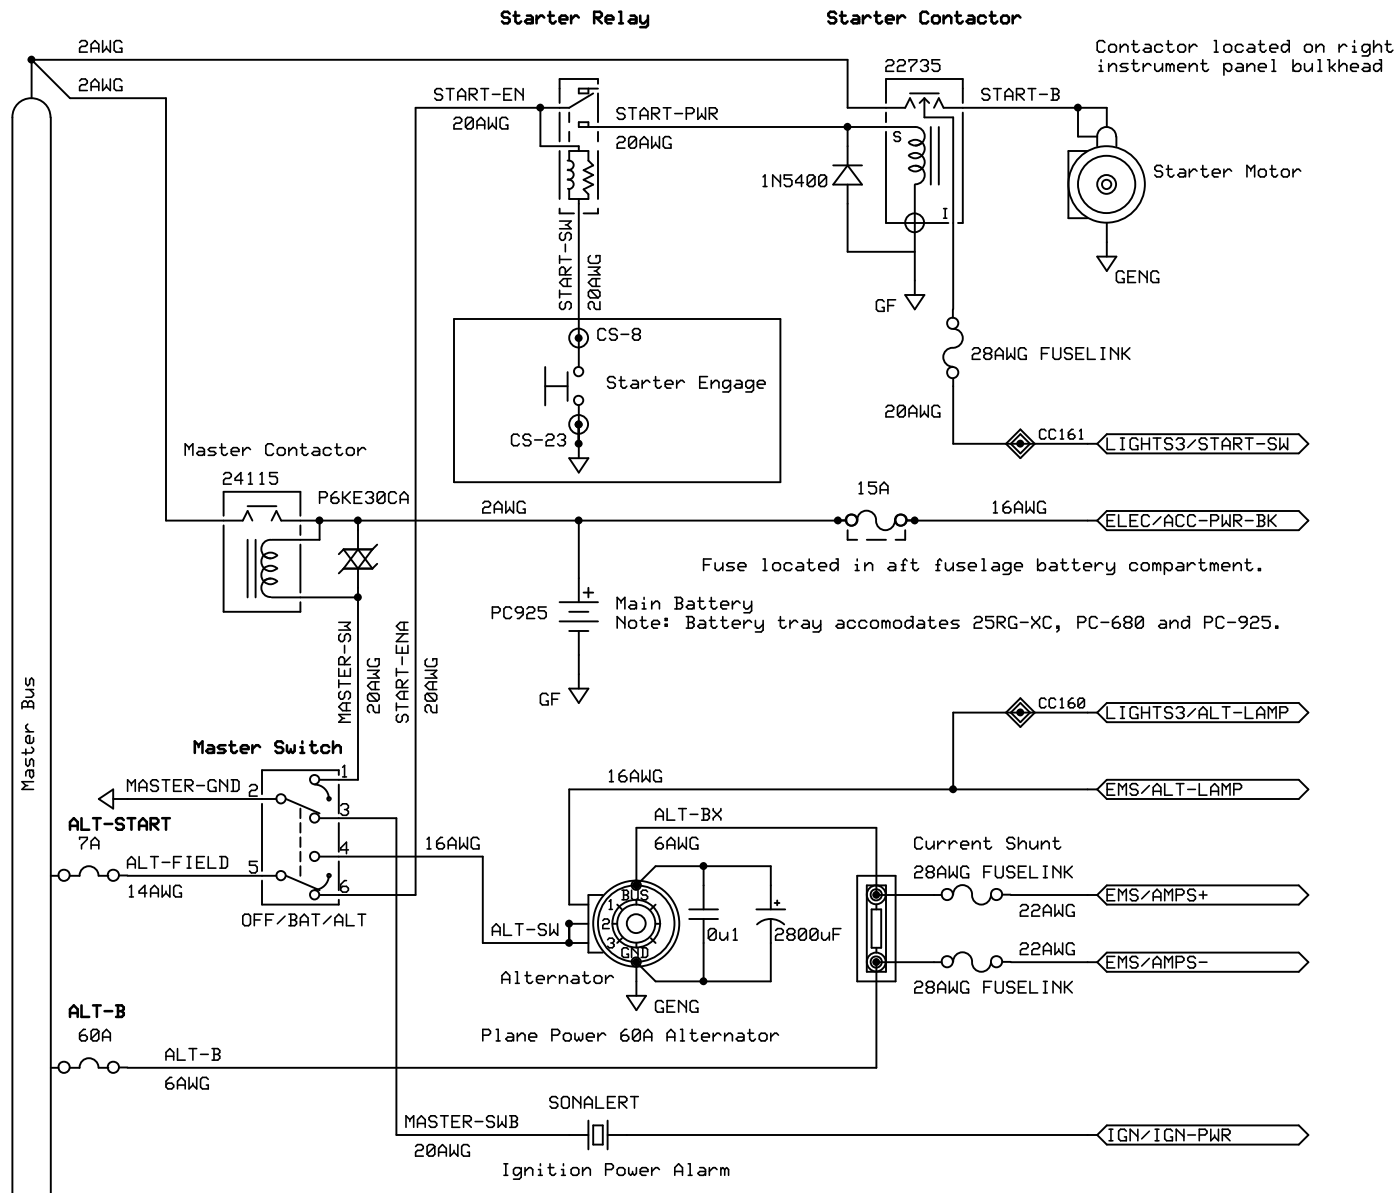 Starter Relay
Starter Contactor
Contactor located on right
instrument panel bulkhead
2AWG
2AWG
22735
START-EN
20AWG
START-PWR
20AWG
START-B
S
1N5400
I
Starter Motor
GENG
GF
START-SW
20AWG
CS-8
Starter Engage
CS-23
28AWG FUSELINK
20AWG
CC161
LIGHTS3/START-SW
Master Contactor
24115
P6KE30CA
2AWG
15A
16AWG
ELEC/ACC-PWR-BK
Fuse located in aft fuselage battery compartment.
PC925
+
Main Battery
Note: Battery tray accomodates 25RG-XC, PC-680 and PC-925.
GF
MASTER-SW
20AWG
START-ENA
20AWG
Master Bus
CC160
LIGHTS3/ALT-LAMP
Master Switch
MASTER-GND
1
2
3
4
5
6
OFF/BAT/ALT
ALT-START
7A
ALT-FIELD
14AWG
16AWG
16AWG
EMS/ALT-LAMP
ALT-BX
6AWG
Current Shunt
28AWG FUSELINK
22AWG
EMS/AMPS+
BUS
1
2
3
GND
ALT-SW
Alternator
0u1
+
2800uF
22AWG
EMS/AMPS-
28AWG FUSELINK
GENG
Plane Power 60A Alternator
ALT-B
60A
ALT-B
6AWG
SONALERT
MASTER-SWB
20AWG
IGN/IGN-PWR
Ignition Power Alarm